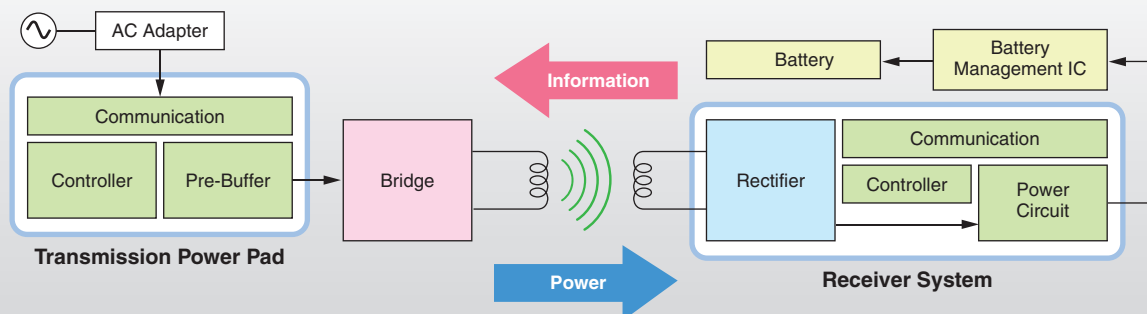 AC Adapter
Communication
Controller
Pre-Buffer
Transmission Power Pad
Bridge
Information
Power
Battery
Battery
Management IC
Rectifier
Communication
Controller
Power
Circuit
Receiver System